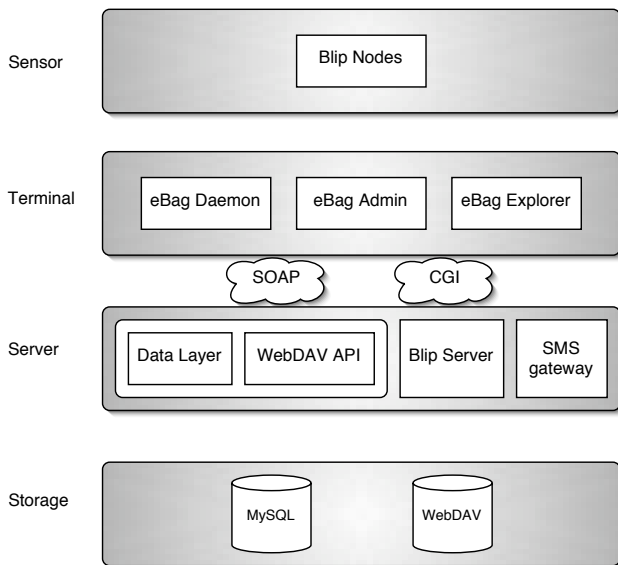 Sensor
Blip Nodes
Terminal
eBag Daemon
eBag Admin
eBag Explorer
SOAP
CGI
Server
Data Layer
WebDAV API
Blip Server
SMS
gateway
Storage
MySQL
WebDAV